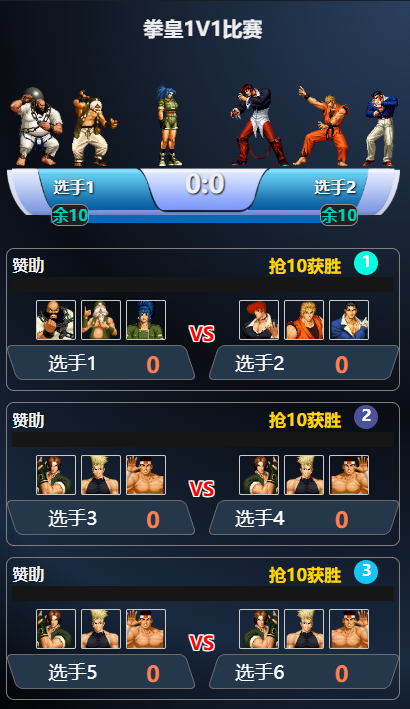 拳皇1V1比赛
选手1 0:0 选手2
余10 余10
赞助 抢10获胜 1
VS
选手1 0 选手2 0
赞助 抢10获胜 2
VS
选手3 0 选手4 0
赞助 抢10获胜 3
VS
选手5 0 选手6 0